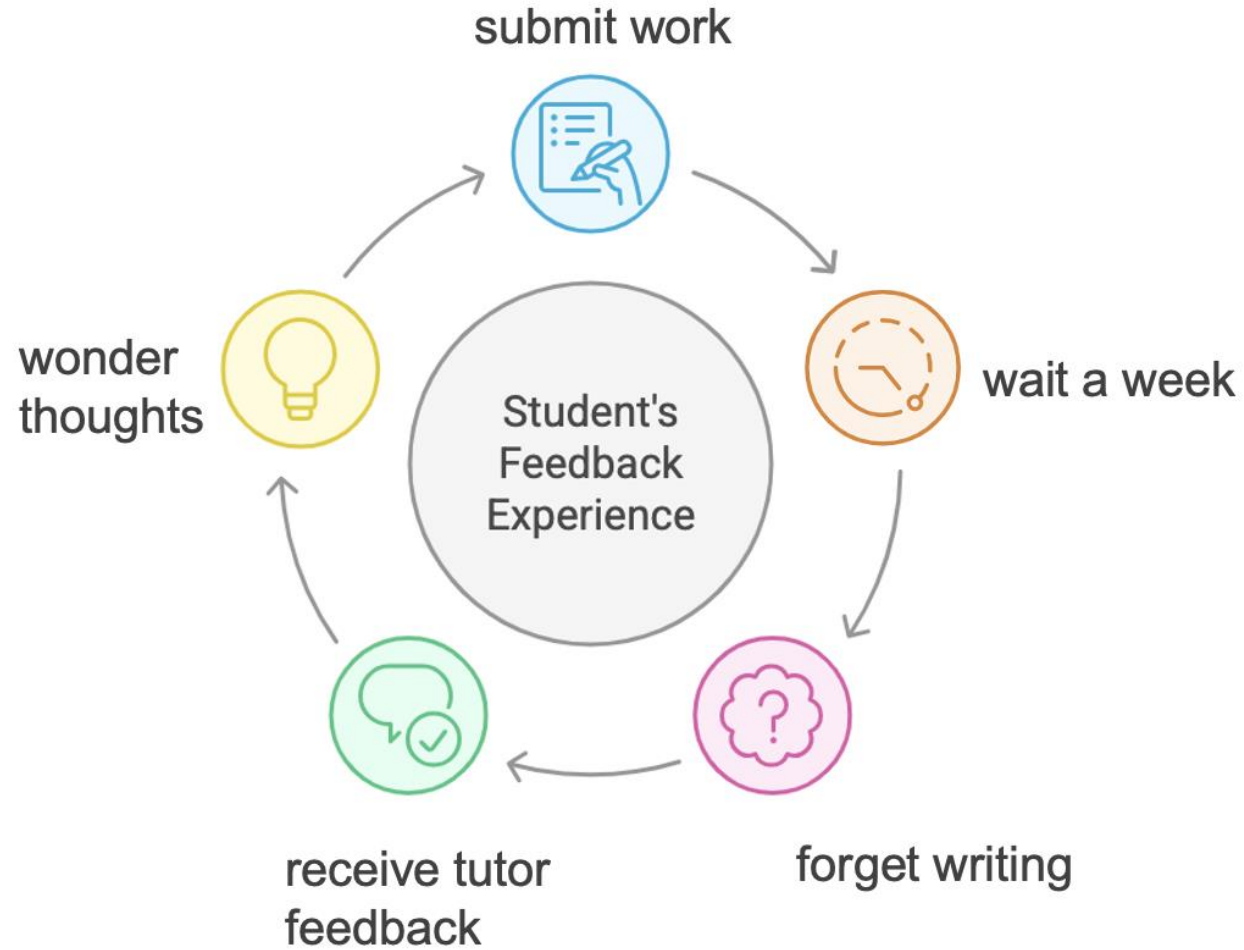 submit work
wait a week
forget writing
receive tutor
feedback
wonder
thoughts
Student's
Feedback
Experience
?